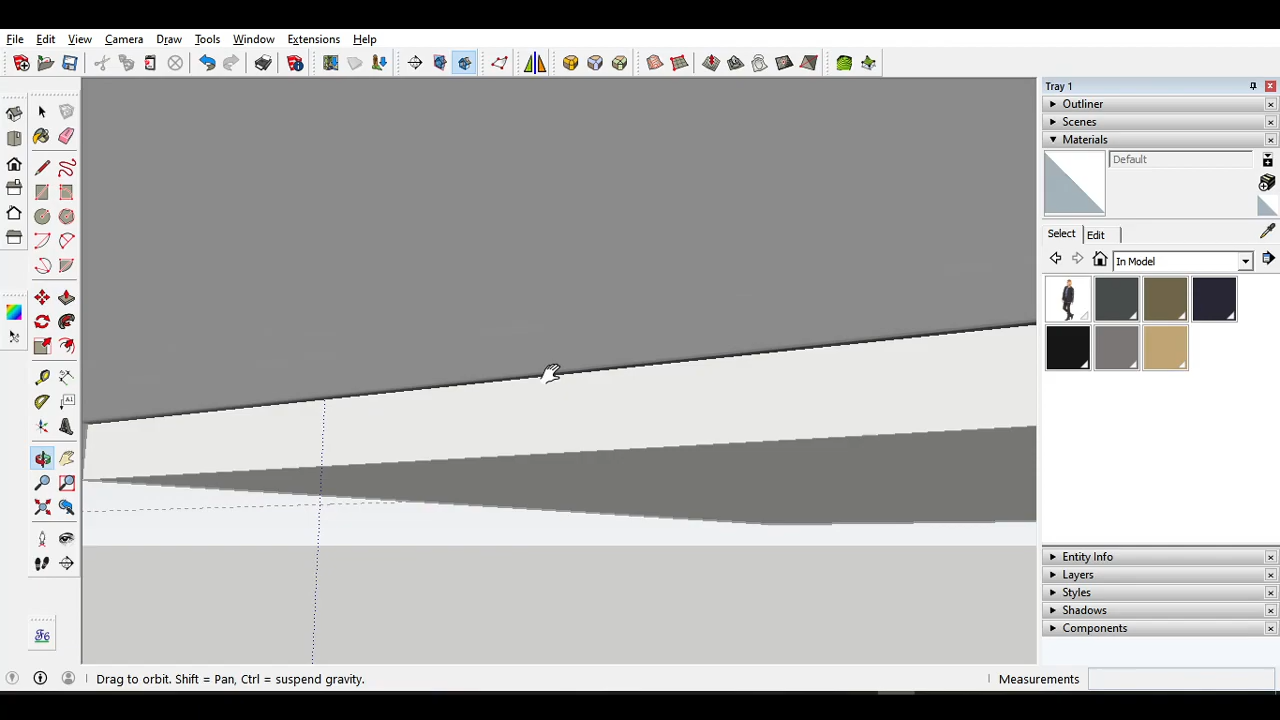 File Edit View Camera Draw Tools Window Extensions Help
Tray 1
Outliner
Scenes
Materials
Default
Select Edit
In Model
Entity Info
Layers
Styles
Shadows
Components
Drag to orbit. Shift = Pan, Ctrl = suspend gravity.
Measurements